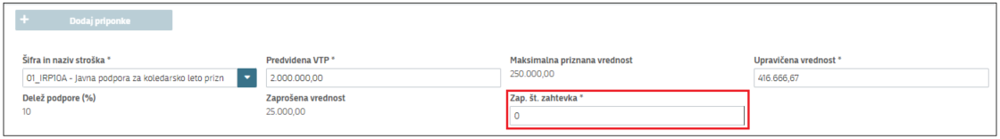 + Dodaj priponke
Šifra in naziv stroška * Predvidena VTP * Maksimalna priznana vrednost Upravičena vrednost *
01_IRP10A - Javna podpora za koledarsko leto prizn 2.000.000,00 250.000,00 416.666,67
Delež podpore (%) Zaprošena vrednost Zap. št. zahtevka *
10 25.000,00 0